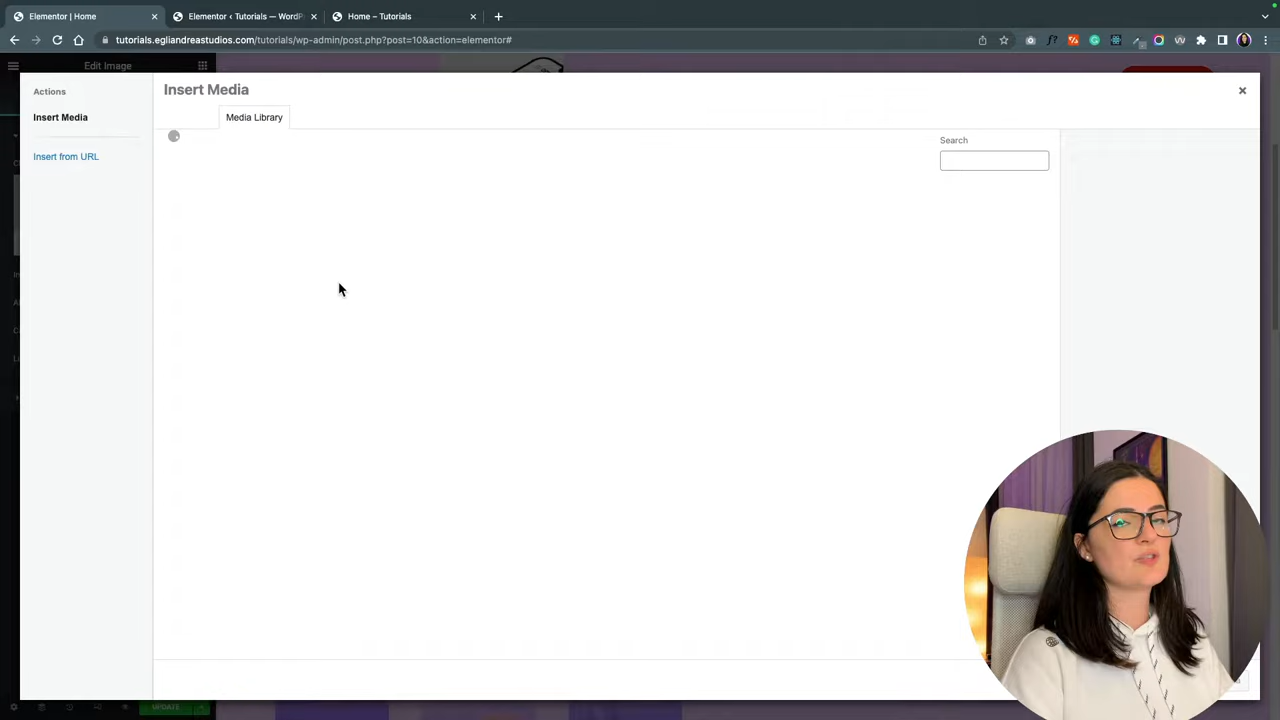 Elementor | Home
Elementor ‹ Tutorials — WordP
Home – Tutorials
tutorials.egliandreastudios.com/tutorials/wp-admin/post.php?post=10&action=elementor#
Edit Image
Actions
Insert Media
Insert from URL
Insert Media
Media Library
Search
UPDATE